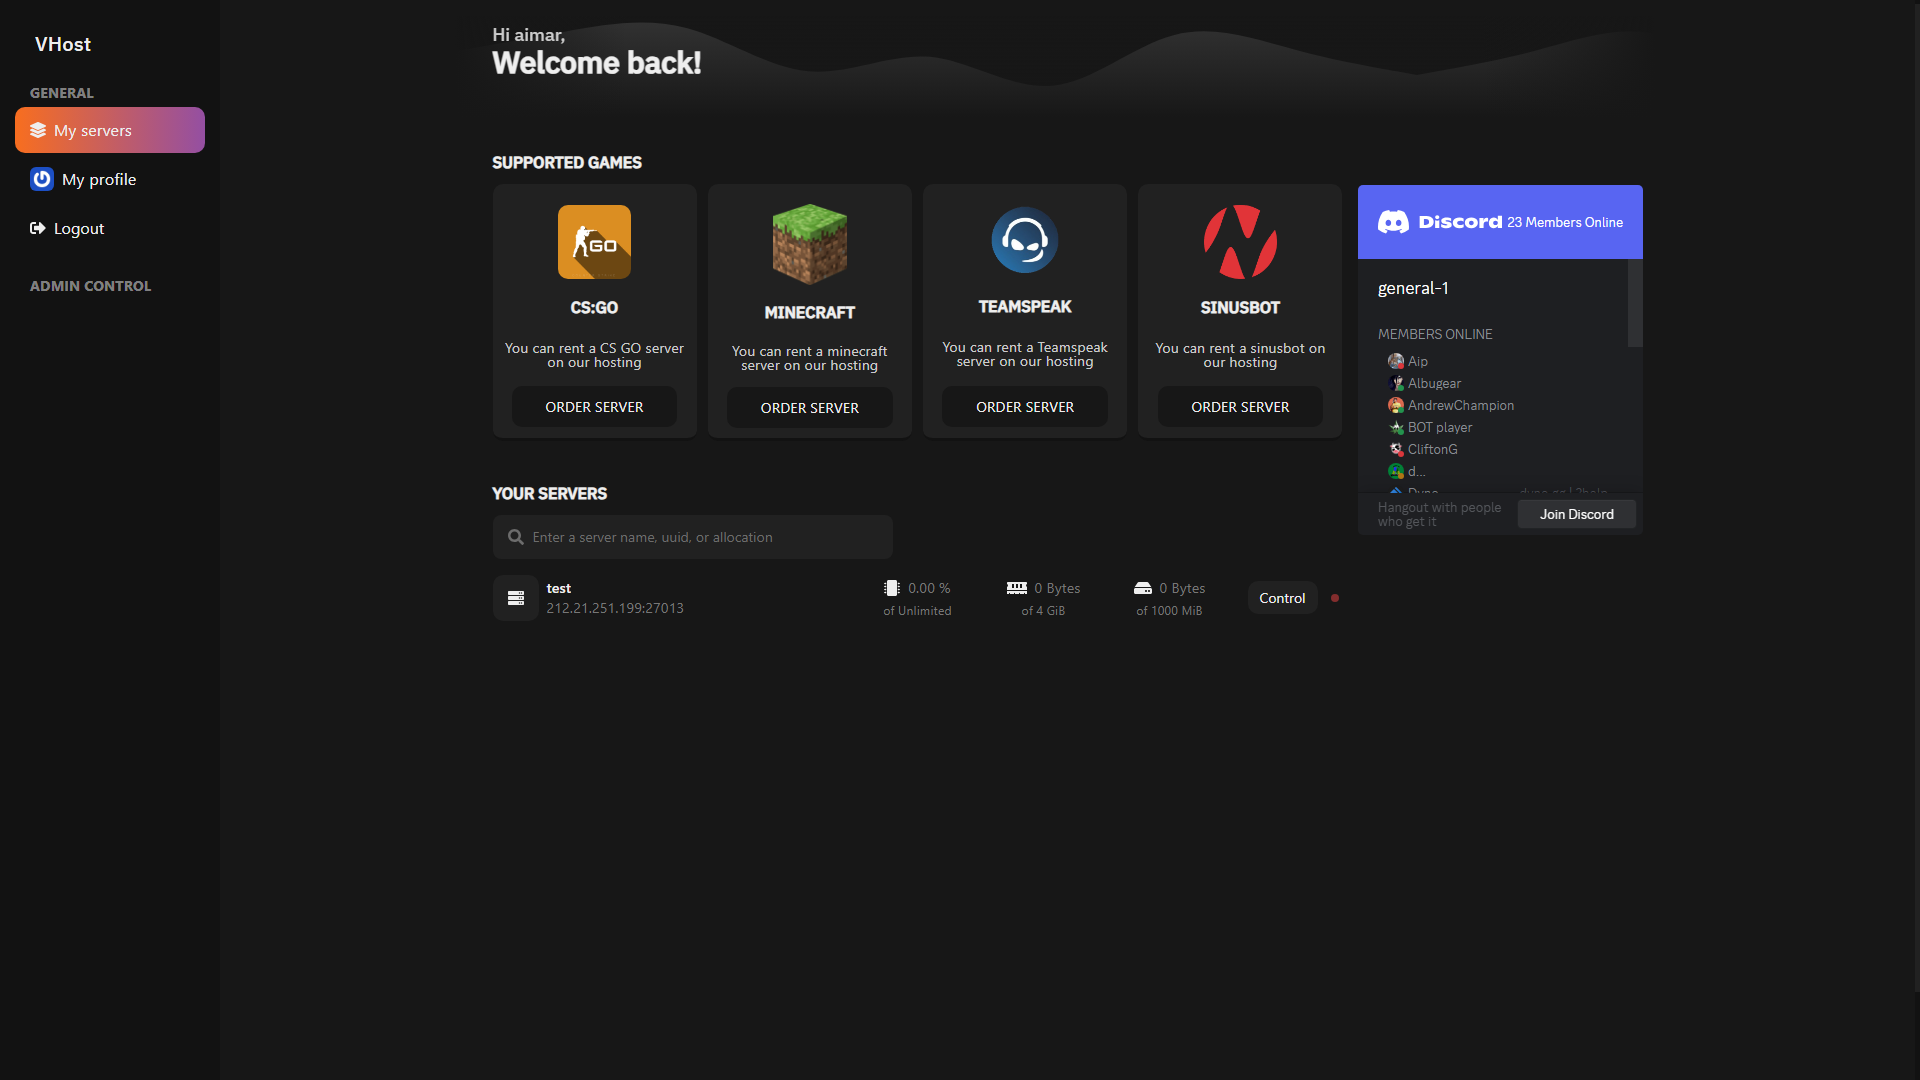 VHost
GENERAL
My servers
My profile
Logout
ADMIN CONTROL
Hi aimar,
Welcome back!
SUPPORTED GAMES
GO
CS:GO
You can rent a CS GO server
on our hosting
ORDER SERVER
MINECRAFT
You can rent a minecraft
server on our hosting
ORDER SERVER
TEAMSPEAK
You can rent a Teamspeak
server on our hosting
ORDER SERVER
SINUSBOT
You can rent a sinusbot on
our hosting
ORDER SERVER
Discord 23 Members Online
general-1
MEMBERS ONLINE
Aip
Albugear
AndrewChampion
BOT player
CliftonG
d...
Hangout with people
who get it
Join Discord
YOUR SERVERS
Enter a server name, uuid, or allocation
test
212.21.251.199:27013
0.00 %
of Unlimited
0 Bytes
of 4 GiB
0 Bytes
of 1000 MiB
Control